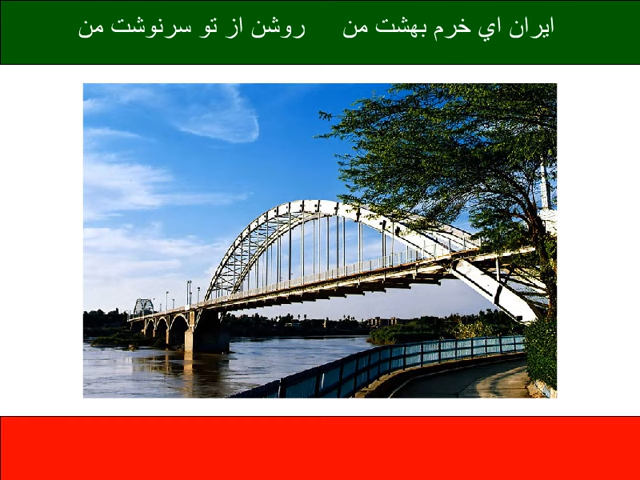 ايران اي خرم بهشت من     روشن از تو سرنوشت من